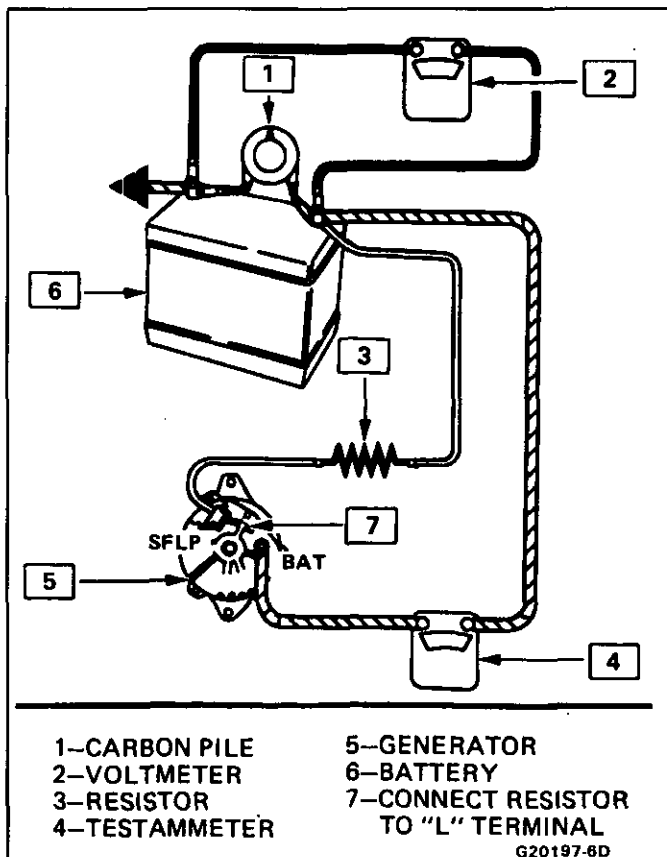 1
2
6
3
SFLP
BAT
7
5
4
1–CARBON PILE
2–VOLTMETER
3–RESISTOR
4–TESTAMMETER
5–GENERATOR
6–BATTERY
7–CONNECT RESISTOR
TO "L" TERMINAL
G20197-6D